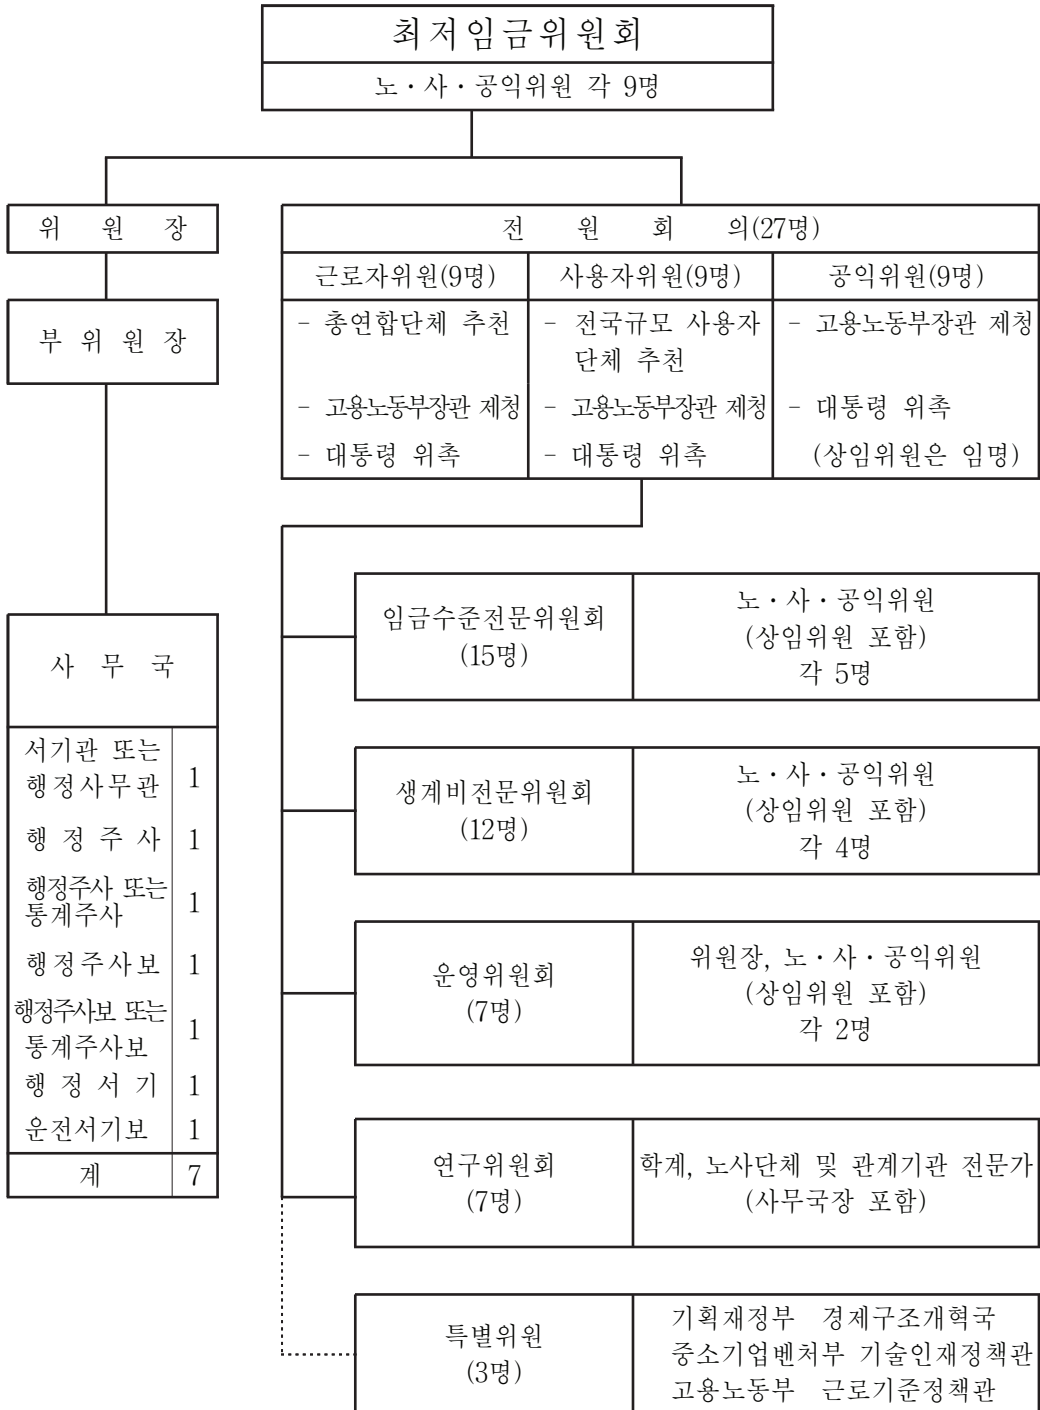 최저임금위원회
노・사・공익위원 각 9명
위 원 장
부 위 원 장
사 무 국
서기관 또는
행정사무관 1
행 정 주 사 1
행정주사 또는
통계주사 1
행정주사보 1
행정주사보 또는
통계주사보 1
행 정 서 기 1
운전서기보 1
계 7
전 원 회 의(27명)
근로자위원(9명)
- 총연합단체 추천
- 고용노동부장관 제청
- 대통령 위촉
사용자위원(9명)
- 전국규모 사용자
단체 추천
- 고용노동부장관 제청
- 대통령 위촉
공익위원(9명)
- 고용노동부장관 제청
- 대통령 위촉
(상임위원은 임명)
임금수준전문위원회
(15명)
노・사・공익위원
(상임위원 포함)
각 5명
생계비전문위원회
(12명)
노・사・공익위원
(상임위원 포함)
각 4명
운영위원회
(7명)
위원장, 노・사・공익위원
(상임위원 포함)
각 2명
연구위원회
(7명)
학계, 노사단체 및 관계기관 전문가
(사무국장 포함)
특별위원
(3명)
기획재정부 경제구조개혁국
중소기업벤처부 기술인재정책관
고용노동부 근로기준정책관